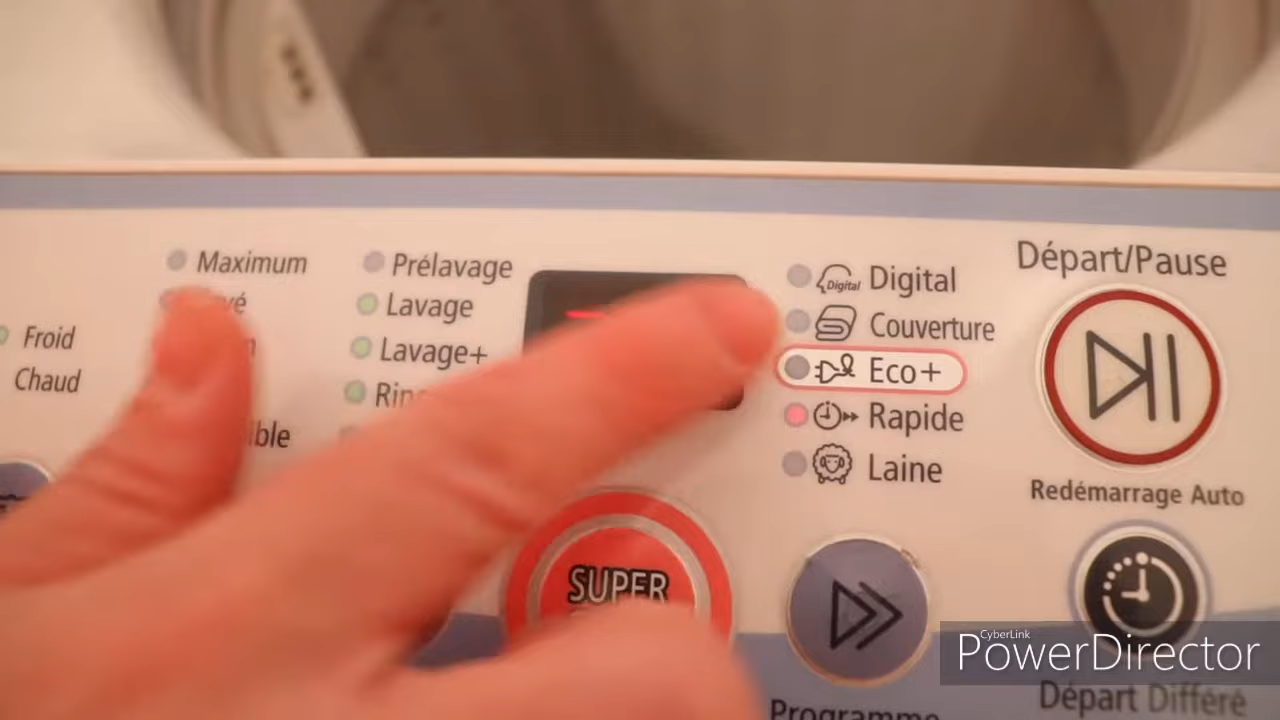 Maximum
Froid
Chaud
Prélavage
Lavage
Lavage+
Digital
Digital
Couverture
Eco+
Rapide
Laine
Départ/Pause
Redémarrage Auto
SUPER
Programme
Départ Différé
CyberLink
PowerDirector